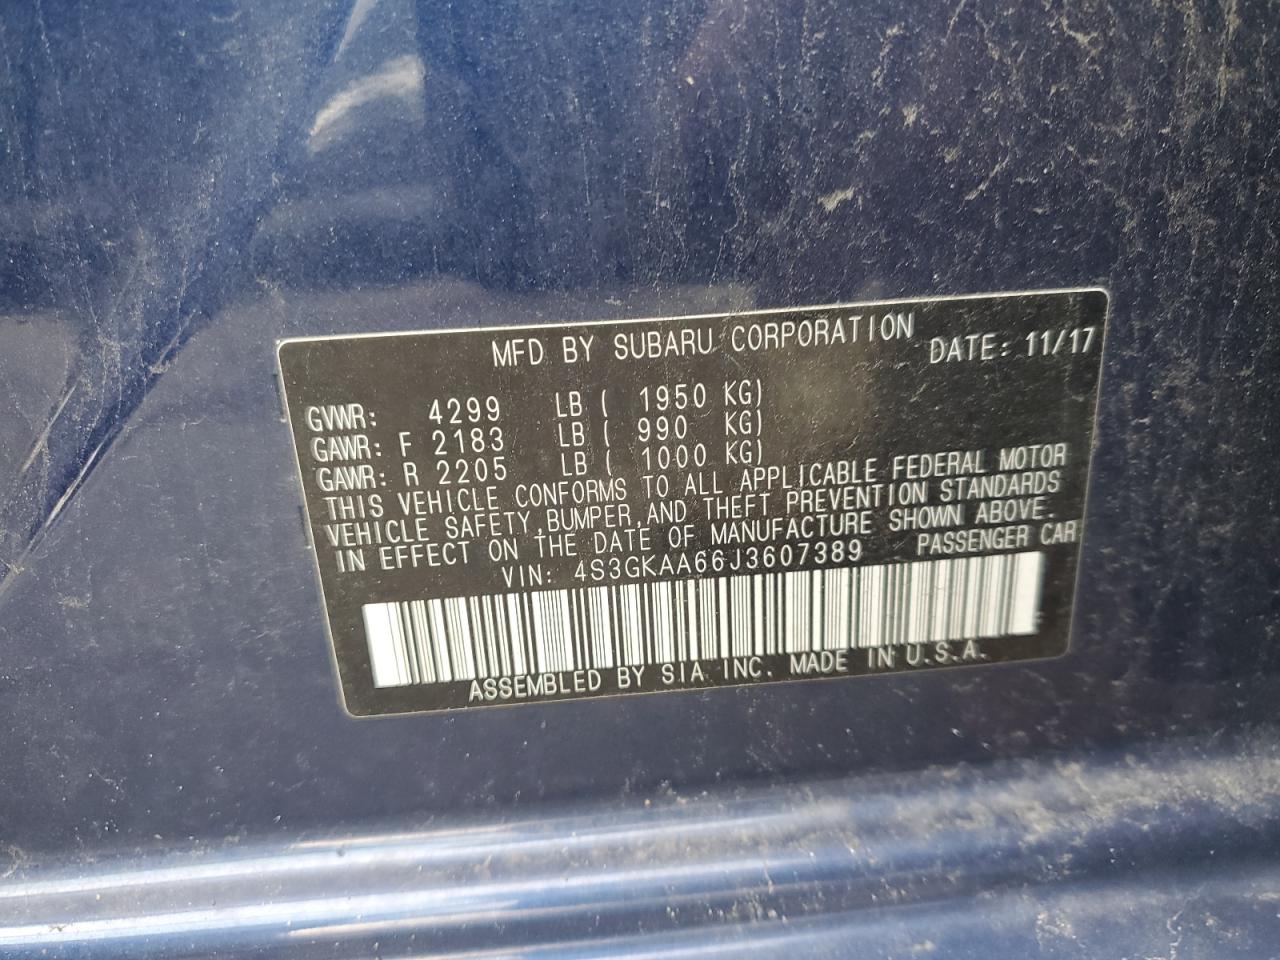 MFD BY SUBARU CORPORATION DATE: 11/17
GVWR: 4299 LB ( 1950 KG)
GAWR: F 2183 LB ( 990 KG)
GAWR: R 2205 LB ( 1000 KG)
THIS VEHICLE CONFORMS TO ALL APPLICABLE FEDERAL MOTOR
VEHICLE SAFETY,BUMPER,AND THEFT PREVENTION STANDARDS
IN EFFECT ON THE DATE OF MANUFACTURE SHOWN ABOVE.
VIN: 4S3GKAA66J3607389 PASSENGER CAR
ASSEMBLED BY SIA INC. MADE IN U.S.A.